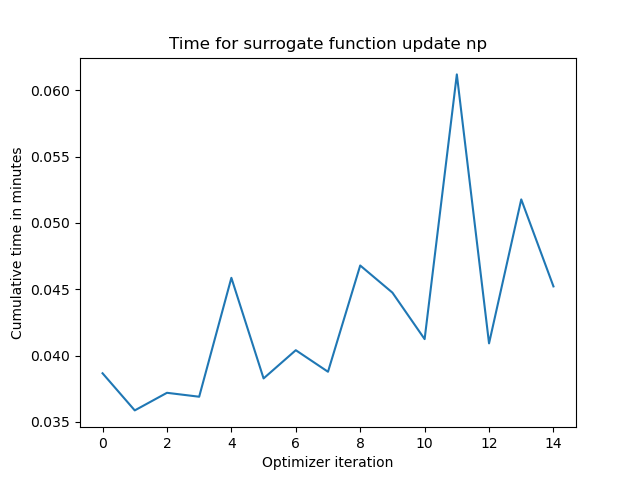 Time for surrogate function update np
Cumulative time in minutes
0.060
0.055
0.050
0.045
0.040
0.035
0 2 4 6 8 10 12 14
Optimizer iteration